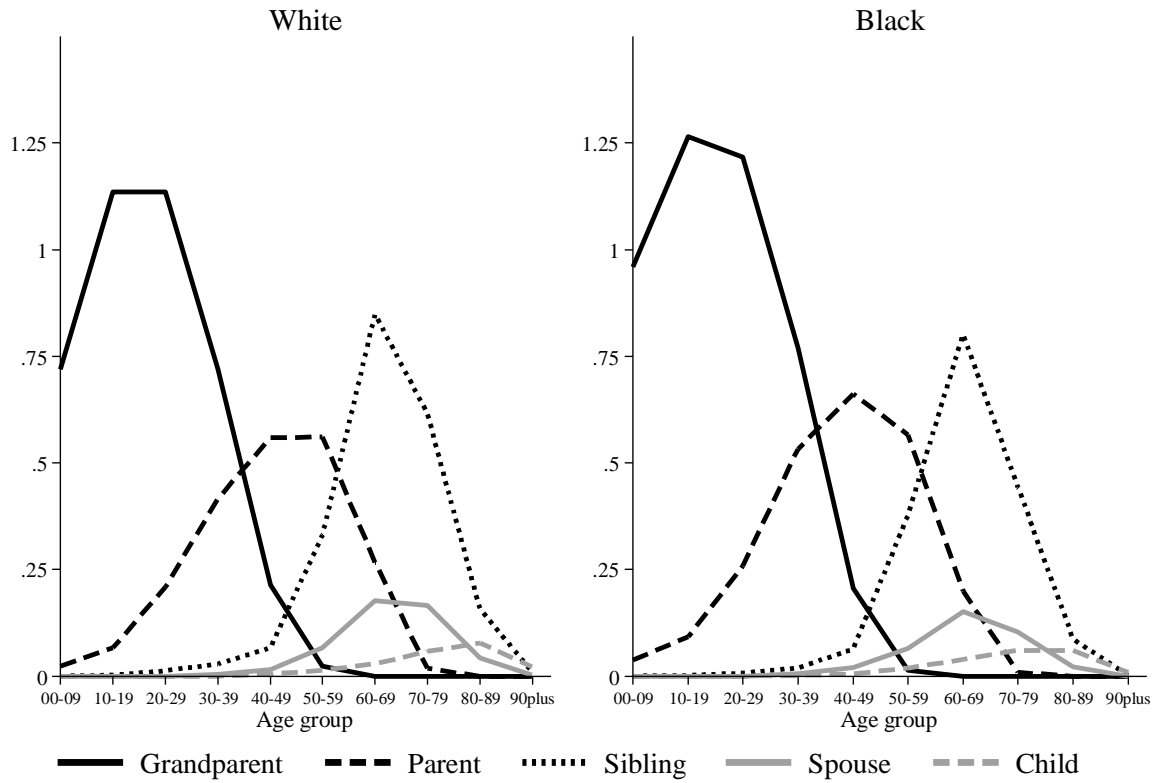 White
1.25
1
.75
.5
.25
0
00-09 10-19 20-29 30-39 40-49 50-59 60-69 70-79 80-89 90plus
Age group
Black
1.25
1
.75
.5
.25
0
00-09 10-19 20-29 30-39 40-49 50-59 60-69 70-79 80-89 90plus
Age group
Grandparent Parent Sibling Spouse Child